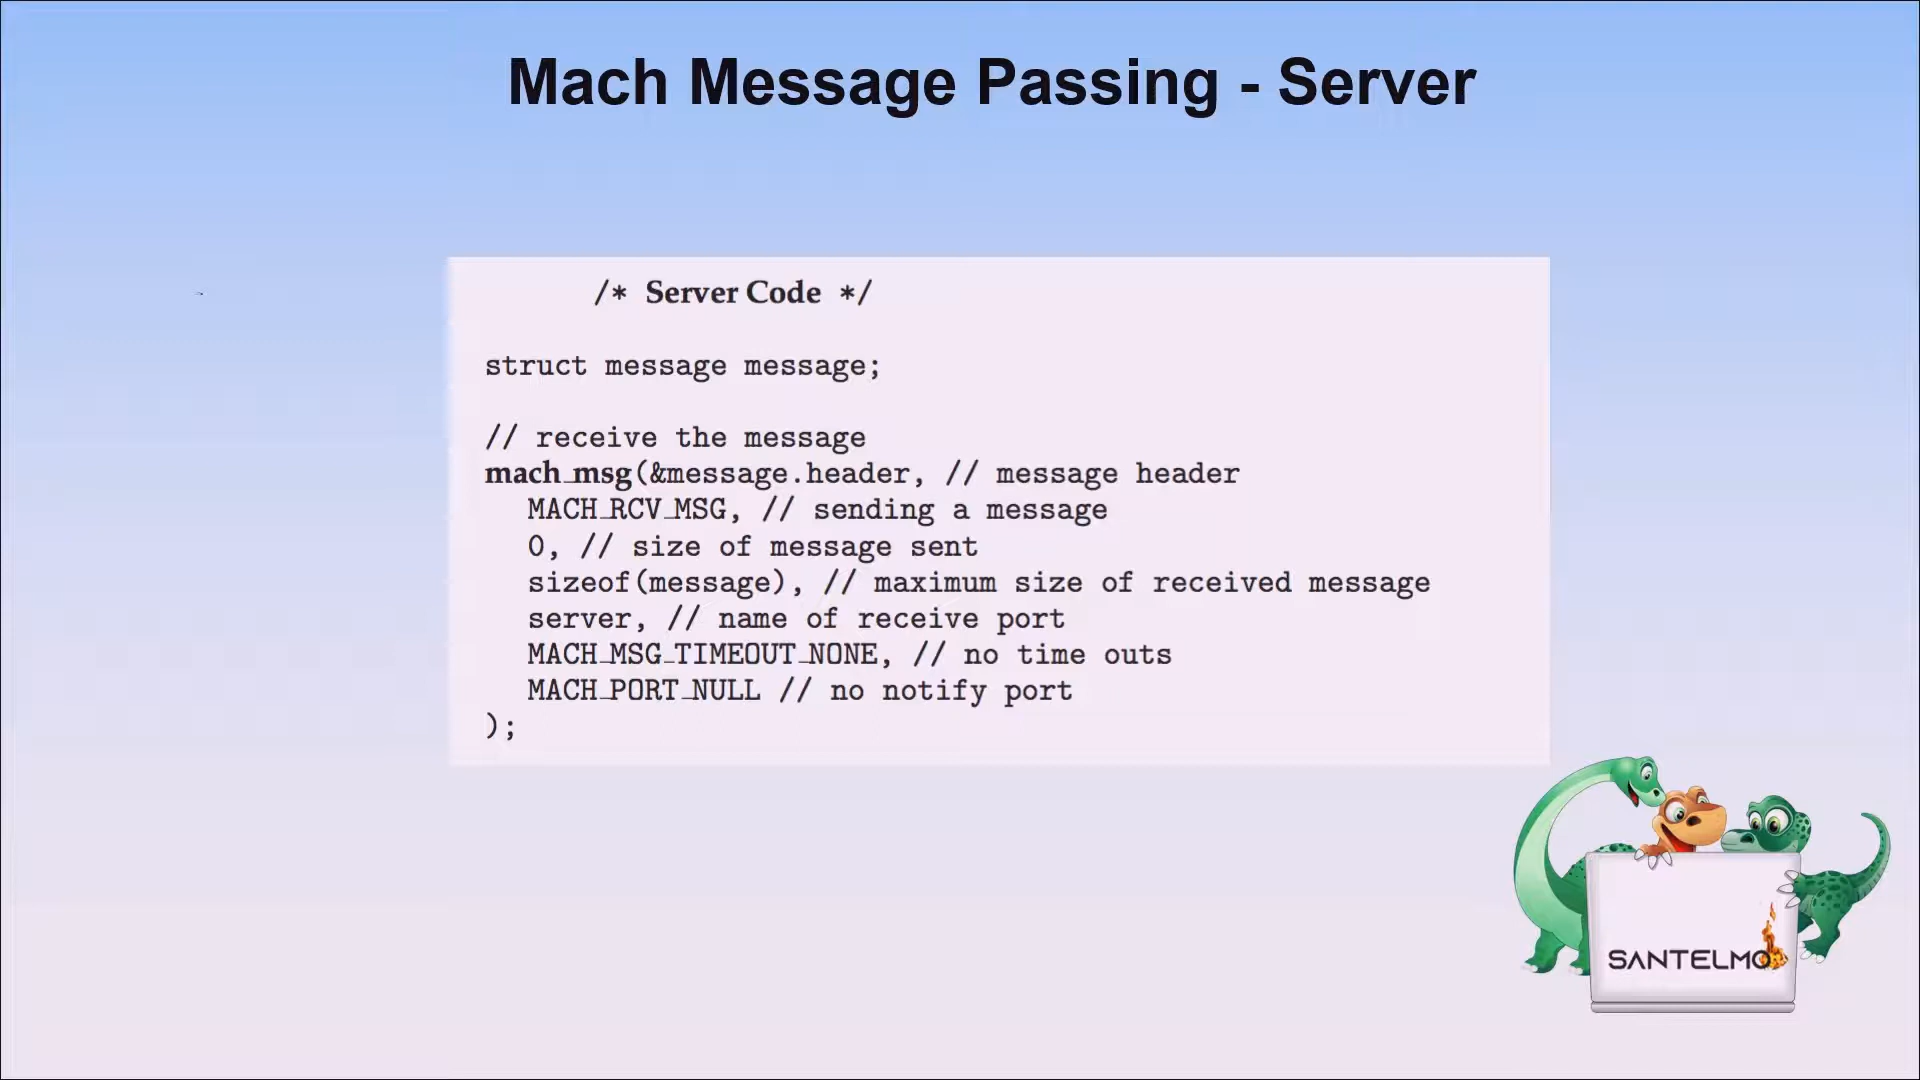 Mach Message Passing - Server
/* Server Code */
struct message message;
// receive the message
mach_msg(&message.header, // message header
MACH_RCV_MSG, // sending a message
0, // size of message sent
sizeof(message), // maximum size of received message
server, // name of receive port
MACH_MSG_TIMEOUT_NONE, // no time outs
MACH_PORT_NULL // no notify port
);
SANTELMO